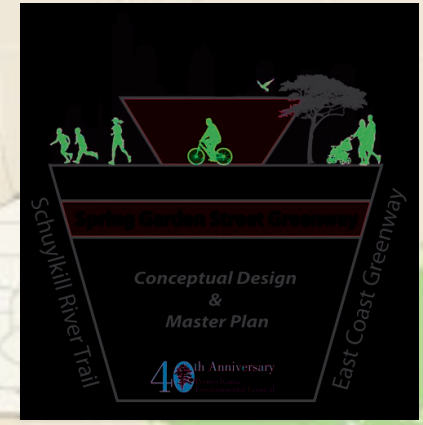 Spring Garden Street Greenway
Schuylkill River Trail
East Coast Greenway
Conceptual Design
&
Master Plan
40th Anniversary